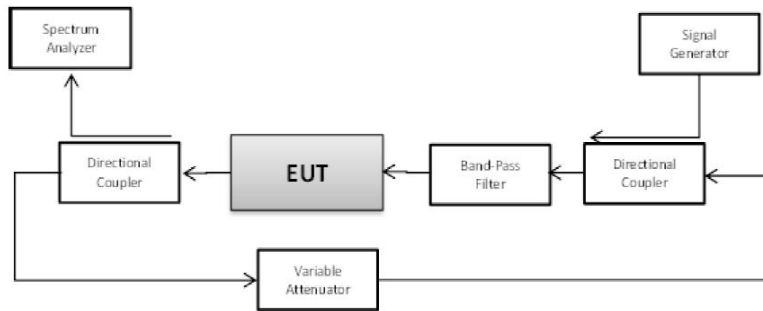 Spectrum
Analyzer
Signal
Generator
Directional
Coupler
EUT
Band-Pass
Filter
Directional
Coupler
Variable
Attenuator